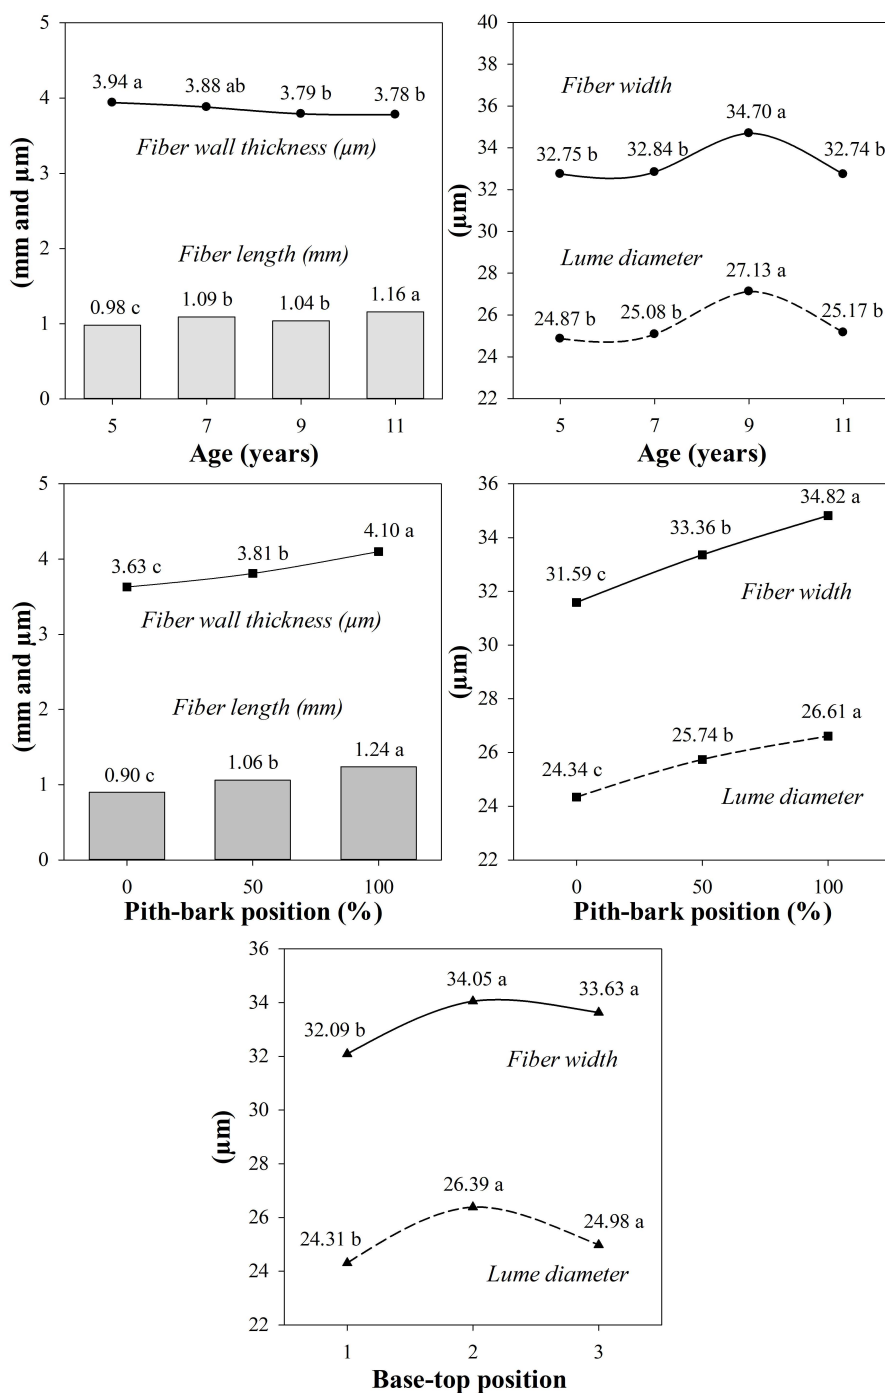 5
4
3
2
1
0
(mm and µm)
3.94 a
3.88 ab
3.79 b
3.78 b
Fiber wall thickness (µm)
Fiber length (mm)
0.98 c
1.09 b
1.04 b
1.16 a
5
7
9
11
Age (years)
40
38
36
34
32
30
28
26
24
22
(µm)
Fiber width
32.75 b
32.84 b
34.70 a
32.74 b
Lume diameter
24.87 b
25.08 b
27.13 a
25.17 b
5
7
9
11
Age (years)
5
4
3
2
1
0
(mm and µm)
3.63 c
3.81 b
4.10 a
Fiber wall thickness (µm)
Fiber length (mm)
0.90 c
1.06 b
1.24 a
0
50
100
Pith-bark position (%)
36
34
32
30
28
26
24
22
(µm)
31.59 c
33.36 b
34.82 a
Fiber width
24.34 c
25.74 b
26.61 a
Lume diameter
0
50
100
Pith-bark position (%)
36
34
32
30
28
26
24
22
(µm)
32.09 b
34.05 a
33.63 a
Fiber width
24.31 b
26.39 a
24.98 a
Lume diameter
1
2
3
Base-top position